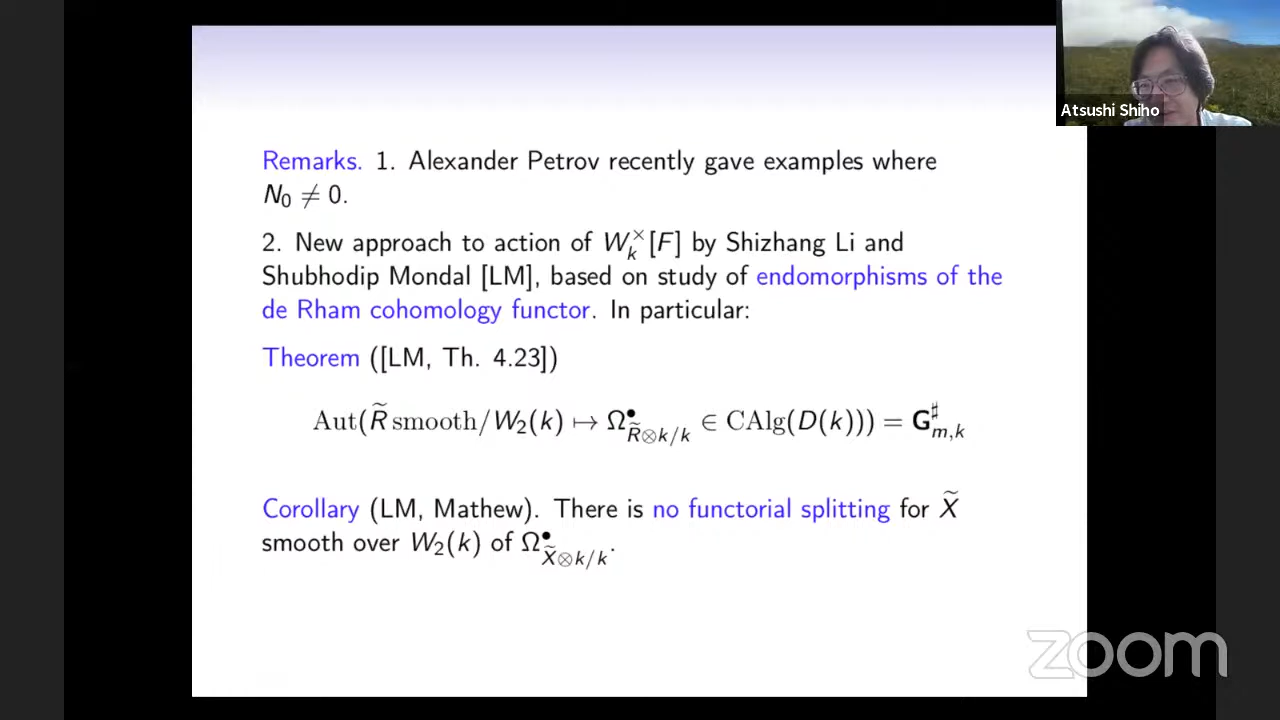 Atsushi Shiho
Remarks. 1. Alexander Petrov recently gave examples where
N₀ ≠ 0.
2. New approach to action of W_k^×[F] by Shizhang Li and
Shubhodip Mondal [LM], based on study of endomorphisms of the
de Rham cohomology functor. In particular:
Theorem ([LM, Th. 4.23])
Aut(R̃ smooth/W₂(k) ↦ Ω^•_{R̃⊗k/k} ∈ CAlg(D(k))) = G^♯_{m,k}
Corollary (LM, Mathew). There is no functorial splitting for X̃
smooth over W₂(k) of Ω^•_{X̃⊗k/k}.
zoom